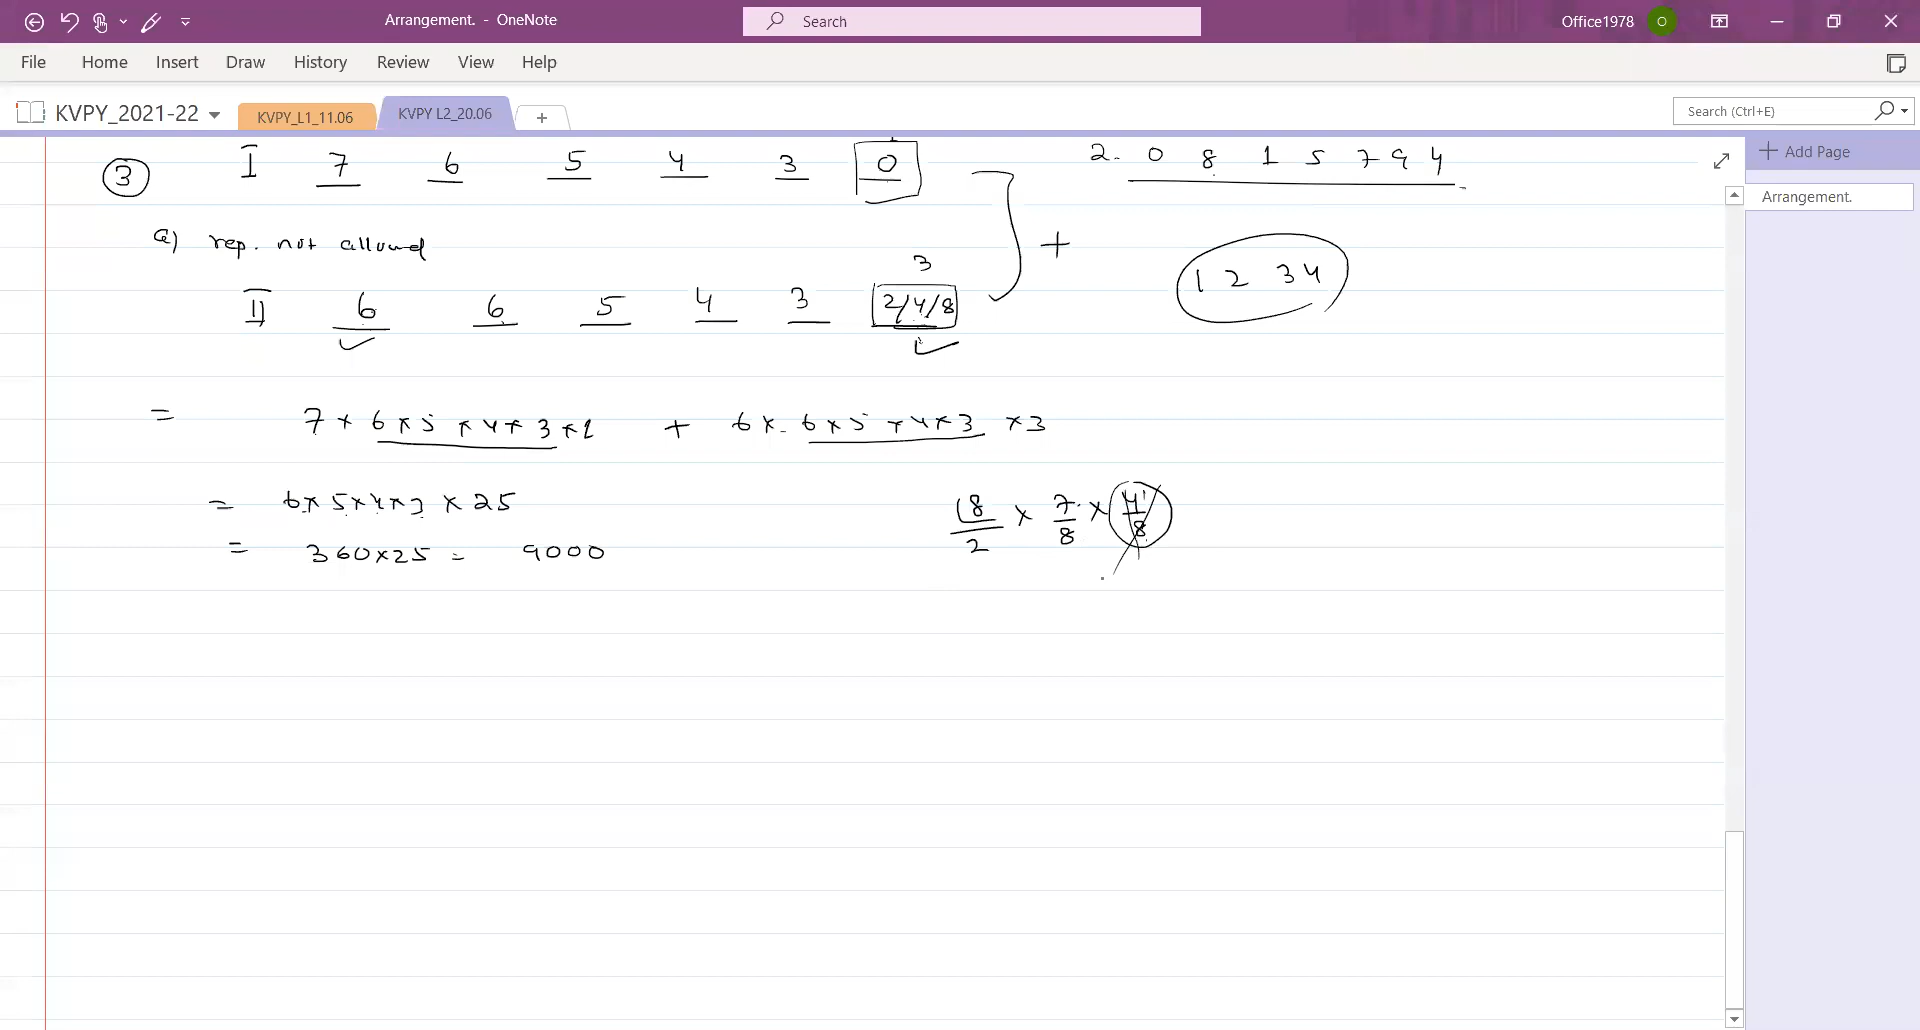 Arrangement. - OneNote
Search
Office1978
O
File Home Insert Draw History Review View Help
KVPY_2021-22
KVPY_L1_11.06
KVPY L2_20.06
Search (Ctrl+E)
Add Page
Arrangement.
3 I 7 6 5 4 3 0
2. 0 8 1 5 7 9 4
a) rep. not allowed
+
1 2 3 4
3
II 6 6 5 4 3 2/4/8
= 7 × 6 × 5 × 4 × 3 × 1 + 6 × 6 × 5 × 4 × 3 × 3
= 6 × 5 × 4 × 3 × 25
= 360 × 25 = 9000
18/2 × 7/8 ×